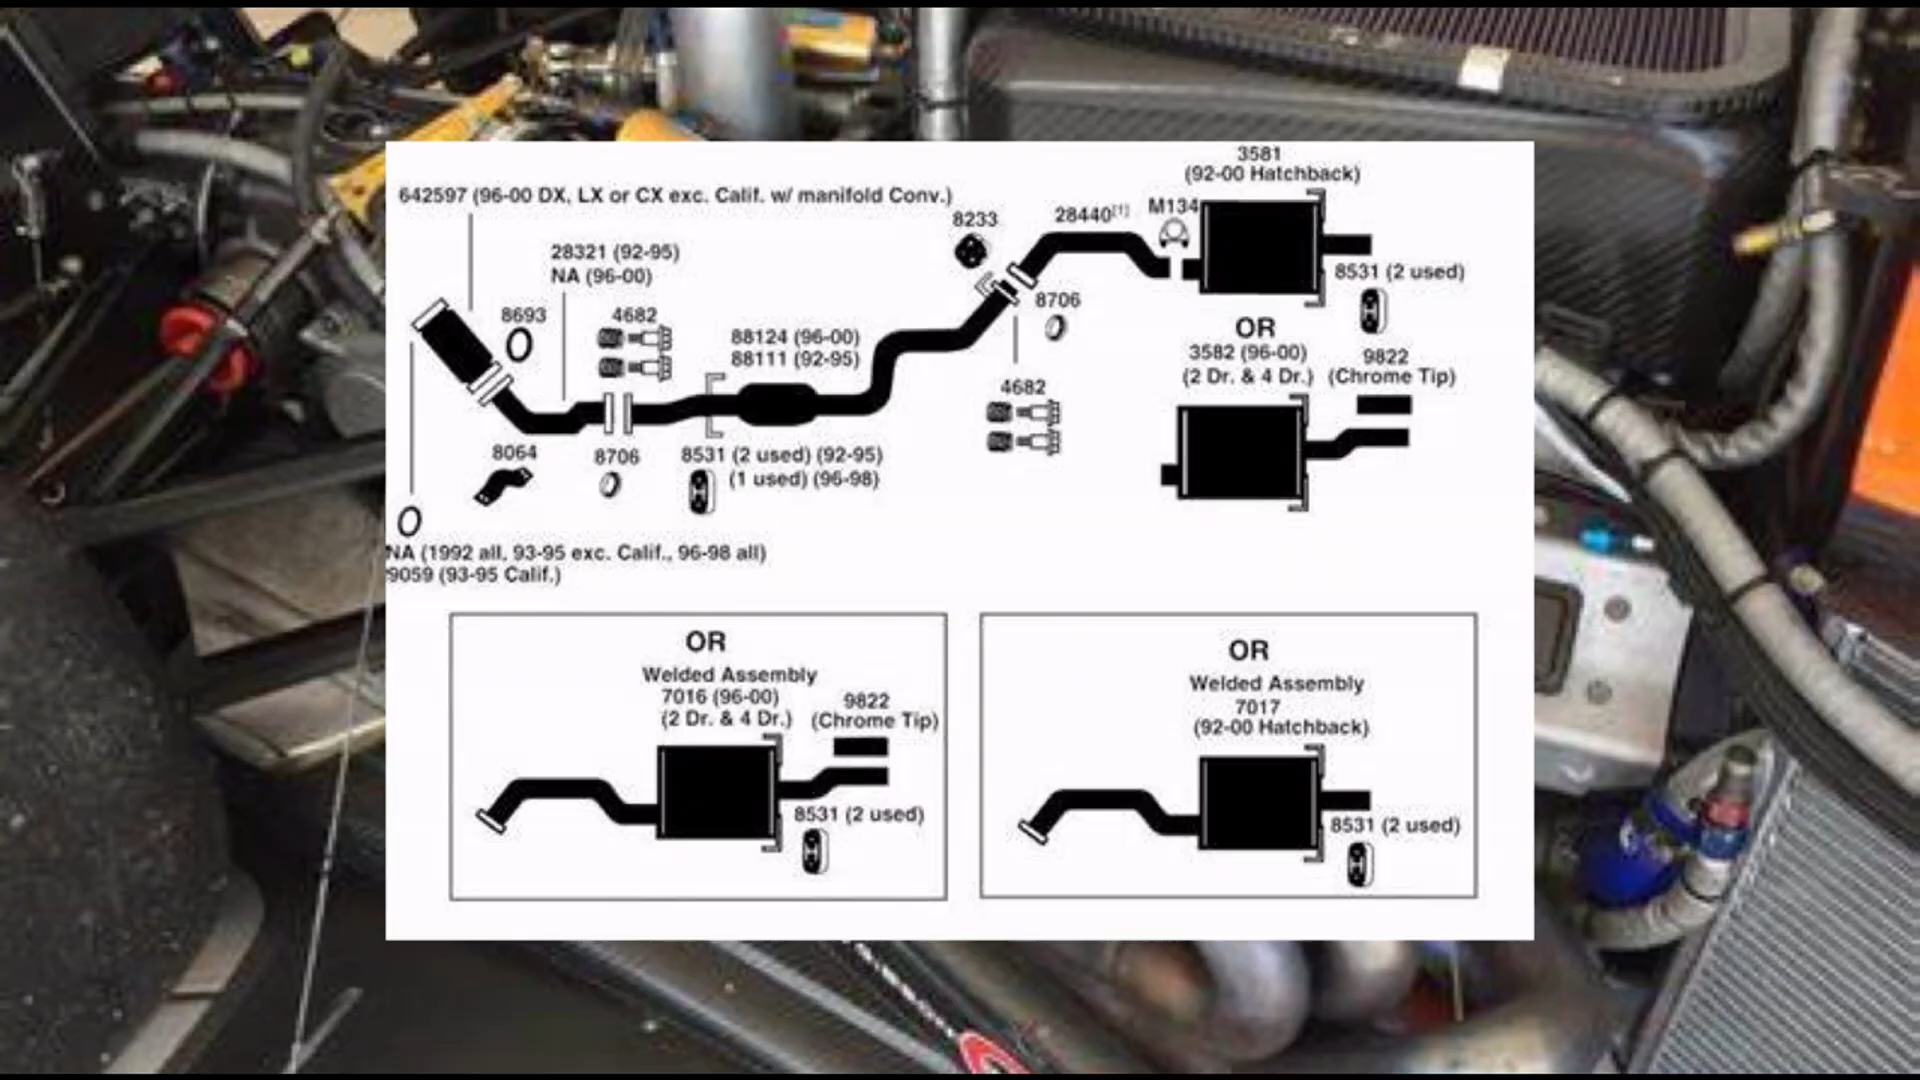 3581
(92-00 Hatchback)
642597 (96-00 DX, LX or CX exc. Calif. w/ manifold Conv.)
8233
28440[1]
M134
28321 (92-95)
NA (96-00)
8531 (2 used)
8693
4682
8706
OR
88124 (96-00)
88111 (92-95)
3582 (96-00)
(2 Dr. & 4 Dr.)
9822
(Chrome Tip)
4682
8064
8706
8531 (2 used) (92-95)
(1 used) (96-98)
NA (1992 all, 93-95 exc. Calif., 96-98 all)
9059 (93-95 Calif.)
OR
Welded Assembly
7016 (96-00)
(2 Dr. & 4 Dr.)
9822
(Chrome Tip)
8531 (2 used)
OR
Welded Assembly
7017
(92-00 Hatchback)
8531 (2 used)